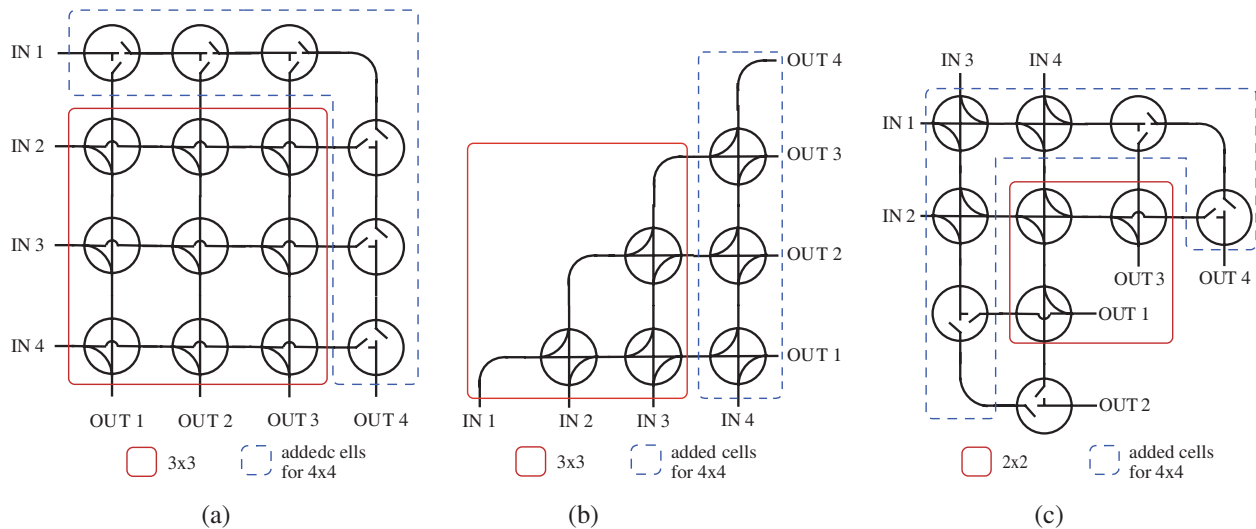 IN 1
IN 2
IN 3
IN 4
OUT 1
OUT 2
OUT 3
OUT 4
3x3
addedc ells
for 4x4
(a)
OUT 4
OUT 3
OUT 2
OUT 1
IN 1
IN 2
IN 3
IN 4
3x3
added cells
for 4x4
(b)
IN 3
IN 4
IN 1
IN 2
OUT 3
OUT 4
OUT 1
OUT 2
2x2
added cells
for 4x4
(c)